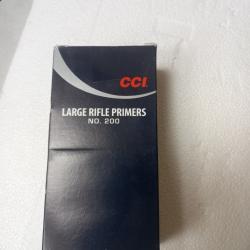 CCI.
LARGE RIFLE PRIMERS
NO. 200